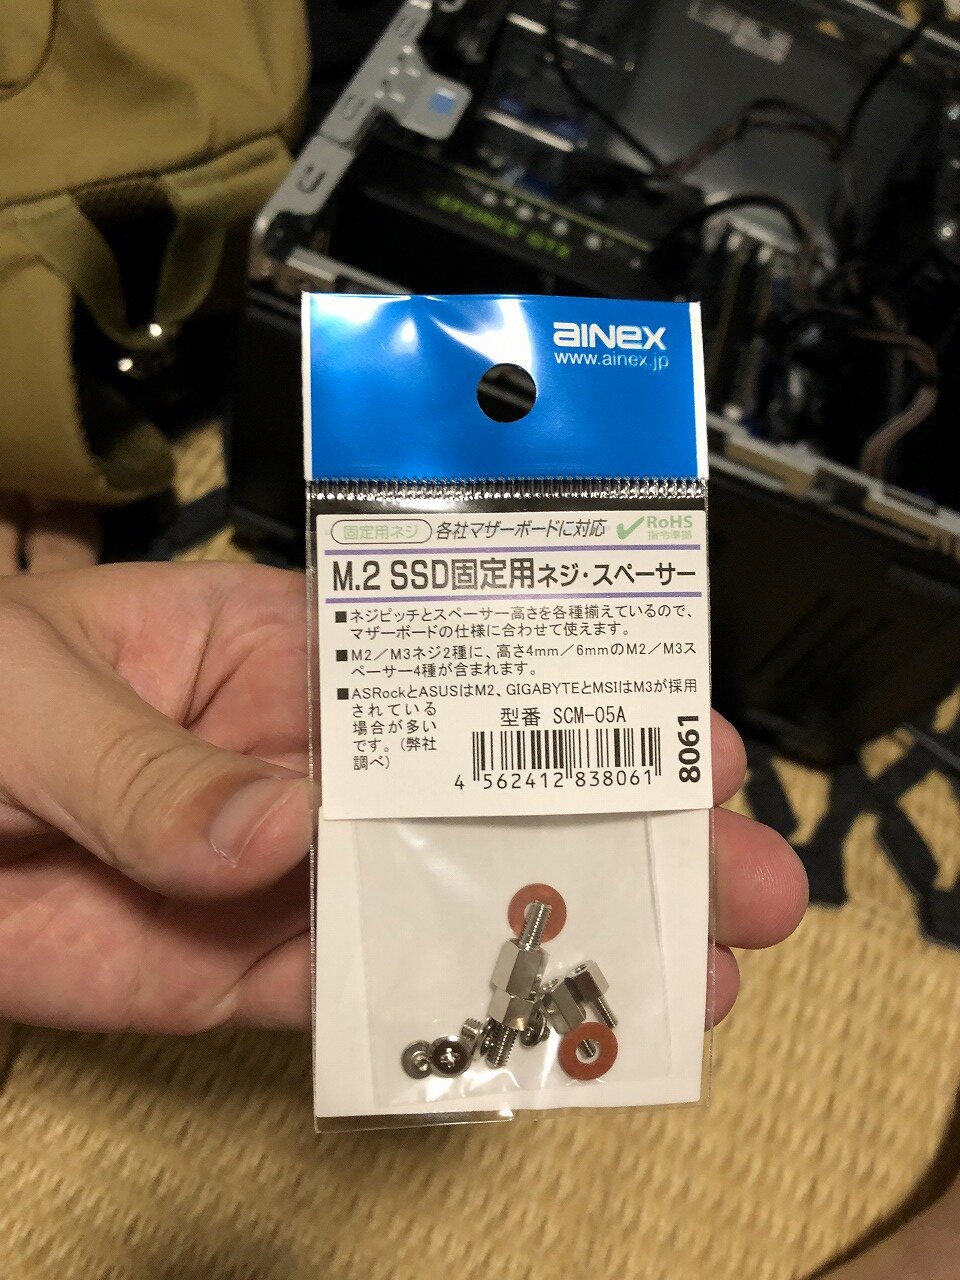 GEFORCE GTX
aiNex
www.ainex.jp
固定用ネジ 各社マザーボードに対応 RoHS
指令準拠
M.2 SSD固定用ネジ・スペーサー
■ネジピッチとスペーサー高さを各種揃えているので、
マザーボードの仕様に合わせて使えます。
■M2／M3ネジ2種に、高さ4mm／6mmのM2／M3ス
ペーサー4種が含まれます。
■ASRockとASUSはM2、GIGABYTEとMSIはM3が採用
されている
場合が多い
です。（弊社
調べ）
型番 SCM-05A
4 562412 838061
8061